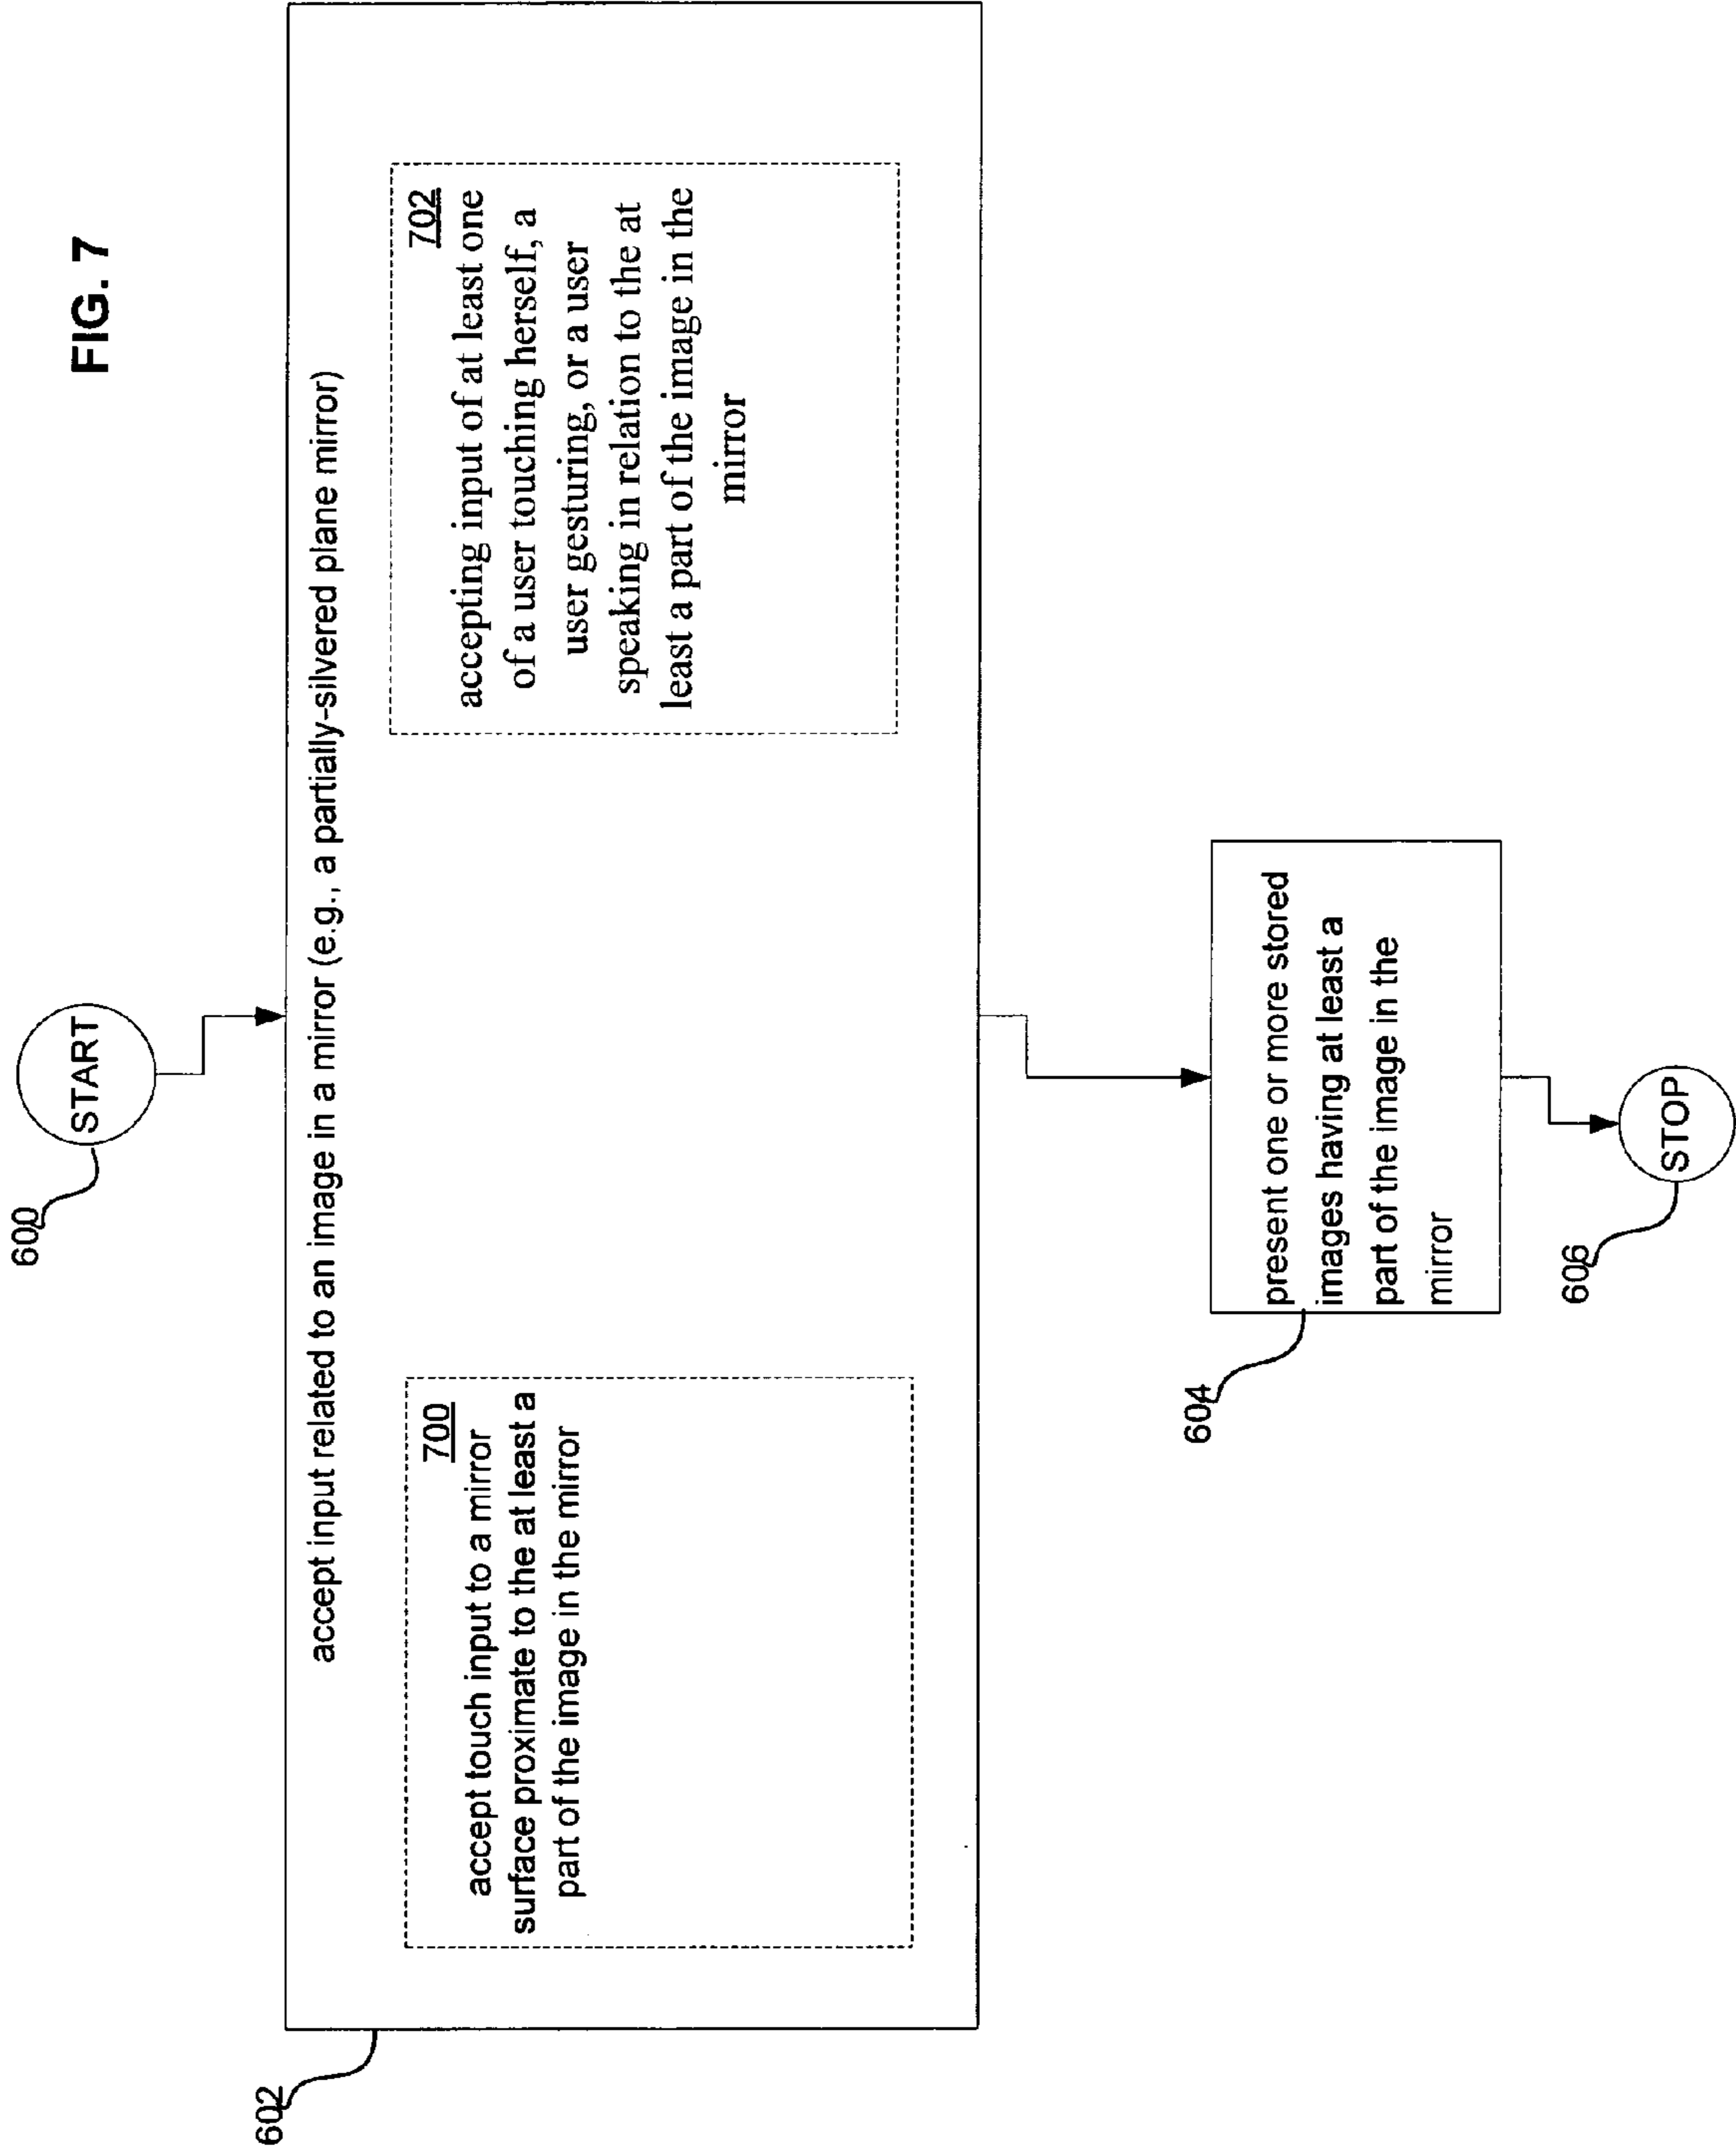 FIG. 7
600
START
602
accept input related to an image in a mirror (e.g., a partially-silvered plane mirror)
700
accept touch input to a mirror
surface proximate to the at least a
part of the image in the mirror
702
accepting input of at least one
of a user touching herself, a
user gesturing, or a user
speaking in relation to the at
least a part of the image in the
mirror
604
present one or more stored
images having at least a
part of the image in the
mirror
606
STOP